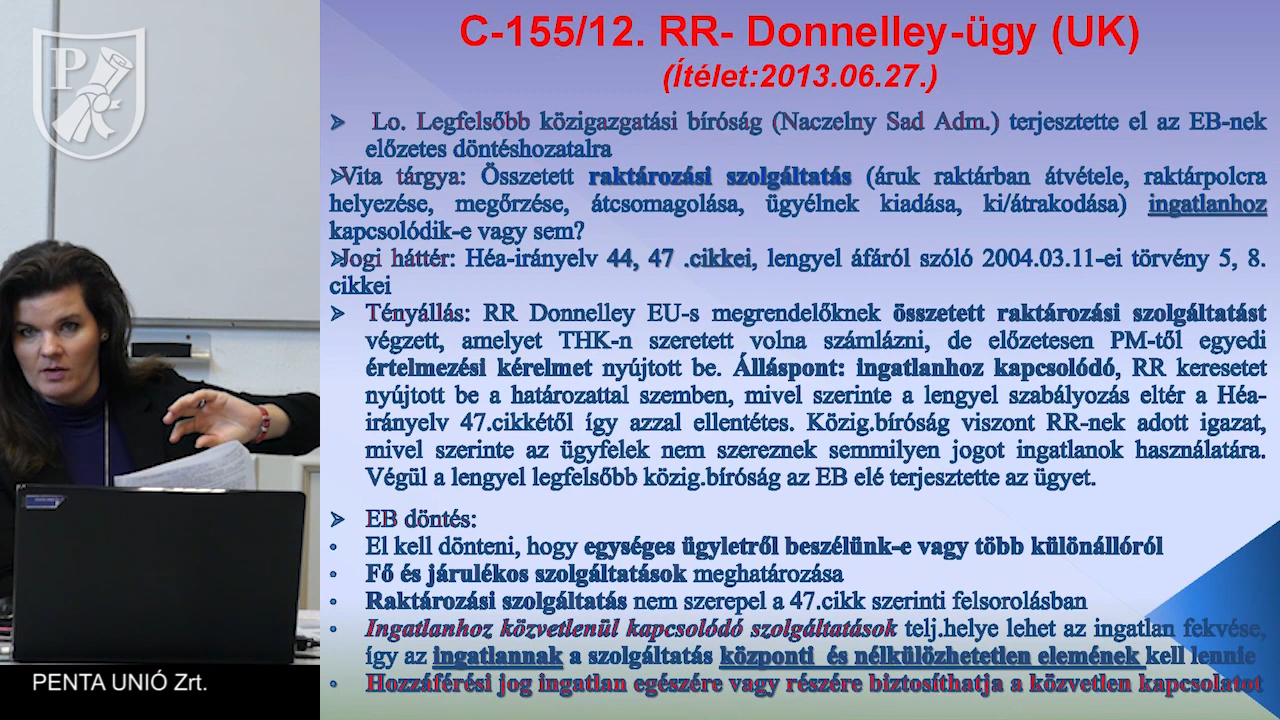 P
C-155/12. RR- Donnelley-ügy (UK)
(Ítélet:2013.06.27.)
➢ Lo. Legfelsőbb közigazgatási bíróság (Naczelny Sad Adm.) terjesztette el az EB-nek
előzetes döntéshozatalra
➢Vita tárgya: Összetett raktározási szolgáltatás (áruk raktárban átvétele, raktárpolcra
helyezése, megőrzése, átcsomagolása, ügyélnek kiadása, ki/átrakodása) ingatlanhoz
kapcsolódik-e vagy sem?
➢Jogi háttér: Héa-irányelv 44, 47 .cikkei, lengyel áfáról szóló 2004.03.11-ei törvény 5, 8.
cikkei
➢ Tényállás: RR Donnelley EU-s megrendelőknek összetett raktározási szolgáltatást
végzett, amelyet THK-n szeretett volna számlázni, de előzetesen PM-től egyedi
értelmezési kérelmet nyújtott be. Álláspont: ingatlanhoz kapcsolódó, RR keresetet
nyújtott be a határozattal szemben, mivel szerinte a lengyel szabályozás eltér a Héa-
irányelv 47.cikkétől így azzal ellentétes. Közig.bíróság viszont RR-nek adott igazat,
mivel szerinte az ügyfelek nem szereznek semmilyen jogot ingatlanok használatára.
Végül a lengyel legfelsőbb közig.bíróság az EB elé terjesztette az ügyet.
➢ EB döntés:
• El kell dönteni, hogy egységes ügyletről beszélünk-e vagy több különállóról
• Fő és járulékos szolgáltatások meghatározása
• Raktározási szolgáltatás nem szerepel a 47.cikk szerinti felsorolásban
• Ingatlanhoz közvetlenül kapcsolódó szolgáltatások telj.helye lehet az ingatlan fekvése,
így az ingatlannak a szolgáltatás központi és nélkülözhetetlen elemének kell lennie
• Hozzáférési jog ingatlan egészére vagy részére biztosíthatja a közvetlen kapcsolatot
PENTA UNIÓ Zrt.